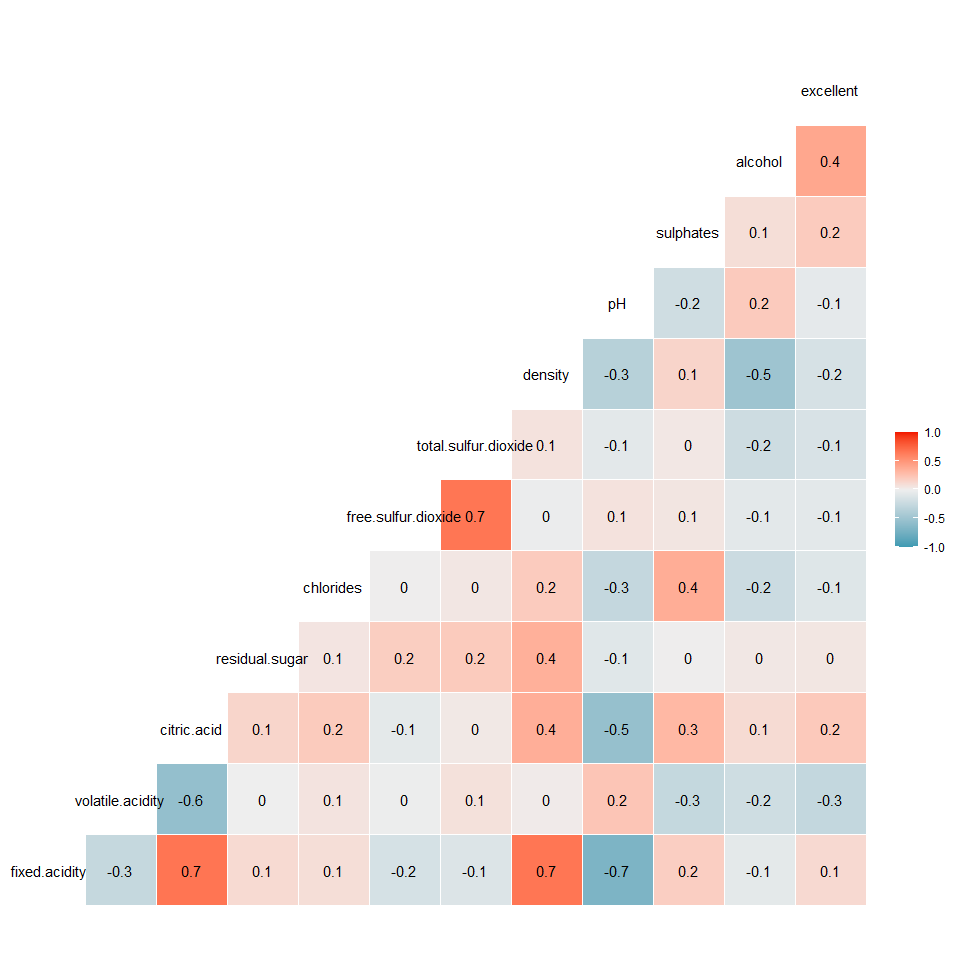 excellent
alcohol 0.4
sulphates 0.1 0.2
pH -0.2 0.2 -0.1
density -0.3 0.1 -0.5 -0.2
1.0
total.sulfur.dioxide 0.1 -0.1 0 -0.2 -0.1
0.5
0.0
free.sulfur.dioxide 0.7 0 0.1 0.1 -0.1 -0.1
-0.5
-1.0
chlorides 0 0 0.2 -0.3 0.4 -0.2 -0.1
residual.sugar 0.1 0.2 0.2 0.4 -0.1 0 0 0
citric.acid 0.1 0.2 -0.1 0 0.4 -0.5 0.3 0.1 0.2
volatile.acidity -0.6 0 0.1 0 0.1 0 0.2 -0.3 -0.2 -0.3
fixed.acidity -0.3 0.7 0.1 0.1 -0.2 -0.1 0.7 -0.7 0.2 -0.1 0.1